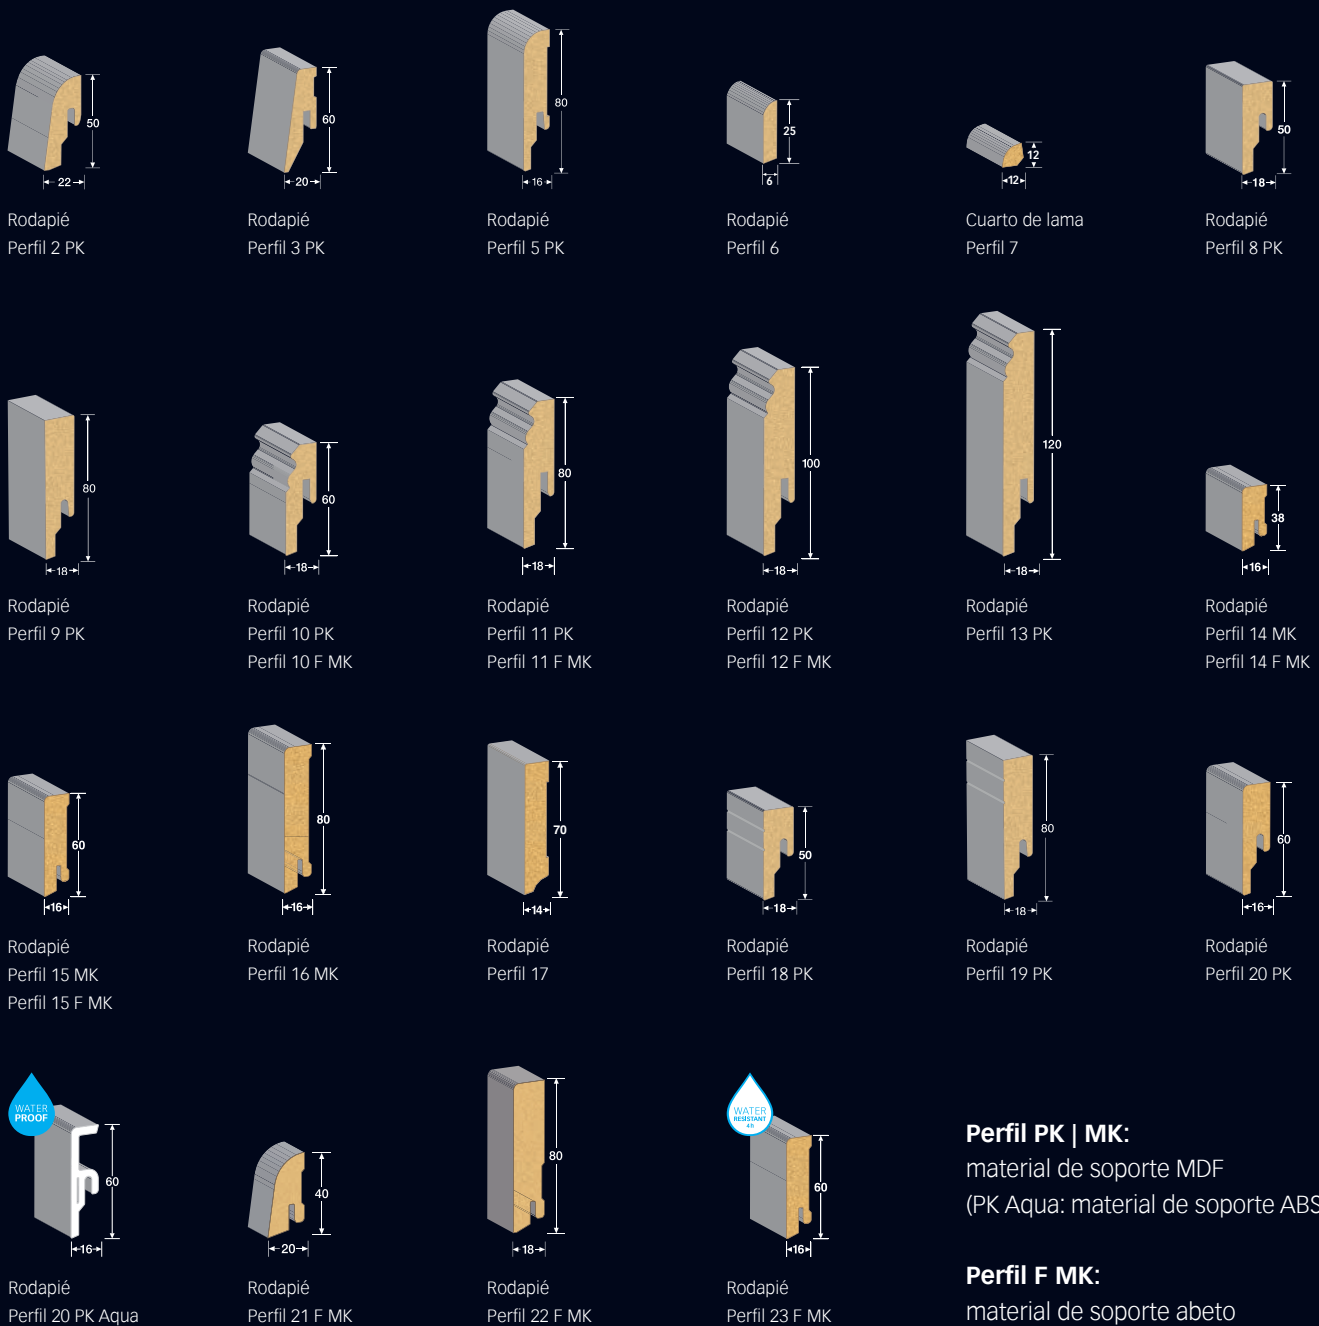 50
22
Rodapié
Perfil 2 PK
60
20
Rodapié
Perfil 3 PK
80
16
Rodapié
Perfil 5 PK
25
6
Rodapié
Perfil 6
12
12
Cuarto de lama
Perfil 7
50
18
Rodapié
Perfil 8 PK
80
18
Rodapié
Perfil 9 PK
60
18
Rodapié
Perfil 10 PK
Perfil 10 F MK
80
18
Rodapié
Perfil 11 PK
Perfil 11 F MK
100
18
Rodapié
Perfil 12 PK
Perfil 12 F MK
120
18
Rodapié
Perfil 13 PK
38
16
Rodapié
Perfil 14 MK
Perfil 14 F MK
60
16
Rodapié
Perfil 15 MK
Perfil 15 F MK
80
16
Rodapié
Perfil 16 MK
70
14
Rodapié
Perfil 17
50
18
Rodapié
Perfil 18 PK
80
18
Rodapié
Perfil 19 PK
60
16
Rodapié
Perfil 20 PK
WATER
PROOF
60
16
Rodapié
Perfil 20 PK Aqua
40
20
Rodapié
Perfil 21 F MK
80
18
Rodapié
Perfil 22 F MK
WATER
RESISTANT
4h
60
16
Rodapié
Perfil 23 F MK
Perfil PK | MK:
material de soporte MDF
(PK Aqua: material de soporte ABS
Perfil F MK:
material de soporte abeto